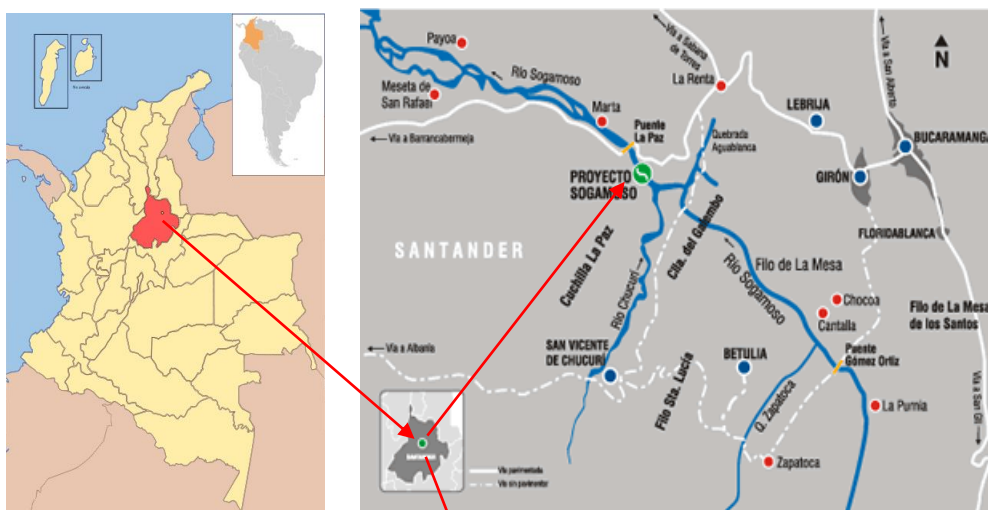 Payoa
Río Sogamoso
Meseta de
San Rafael
Marta
Vía a Barrancabermeja
Puente
La Paz
Vía a Sabana
de Torres
La Renta
Quebrada
Aguablanca
LEBRIJA
Vía a San Alberto
N
BUCARAMANGA
GIRÓN
FLORIDABLANCA
PROYECTO
SOGAMOSO
SANTANDER
Cuchilla La Paz
Río Chucurí
Clla. del Gasembo
Río Sogamoso
Filo de La Mesa
Chocoa
Cantalla
Filo de La Mesa
de los Santos
Vía a Albania
SAN VICENTE
DE CHUCURÍ
Filo Sta. Lucía
BETULIA
Puente
Gómez Ortiz
Q. Zapatoca
La Purnia
Vía a San Gil
Zapatoca
SANTANDER
Vía pavimentada
Vía sin pavimentar